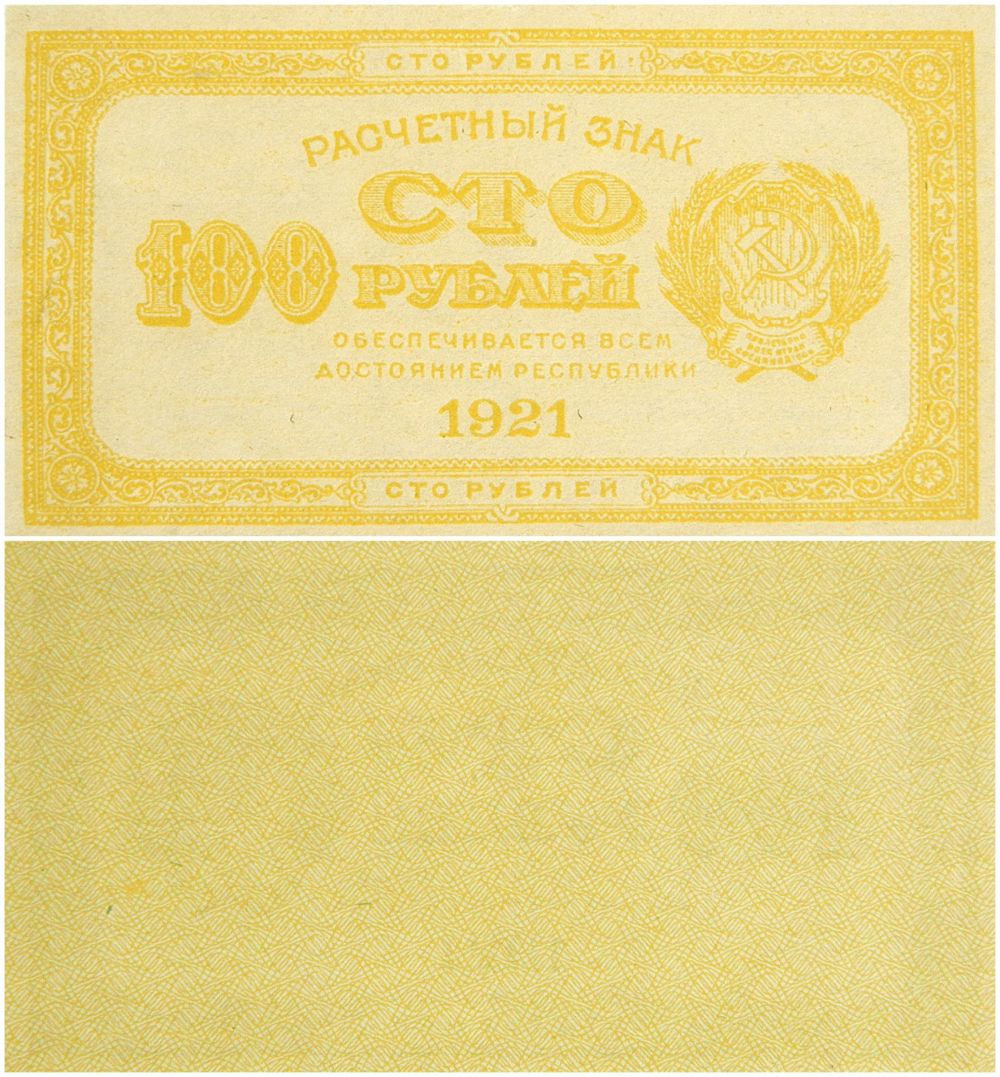 СТО РУБЛЕЙ
РАСЧЕТНЫЙ ЗНАК
СТО
100 РУБЛЕЙ
ОБЕСПЕЧИВАЕТСЯ ВСЕМ
ДОСТОЯНИЕМ РЕСПУБЛИКИ
1921
СТО РУБЛЕЙ